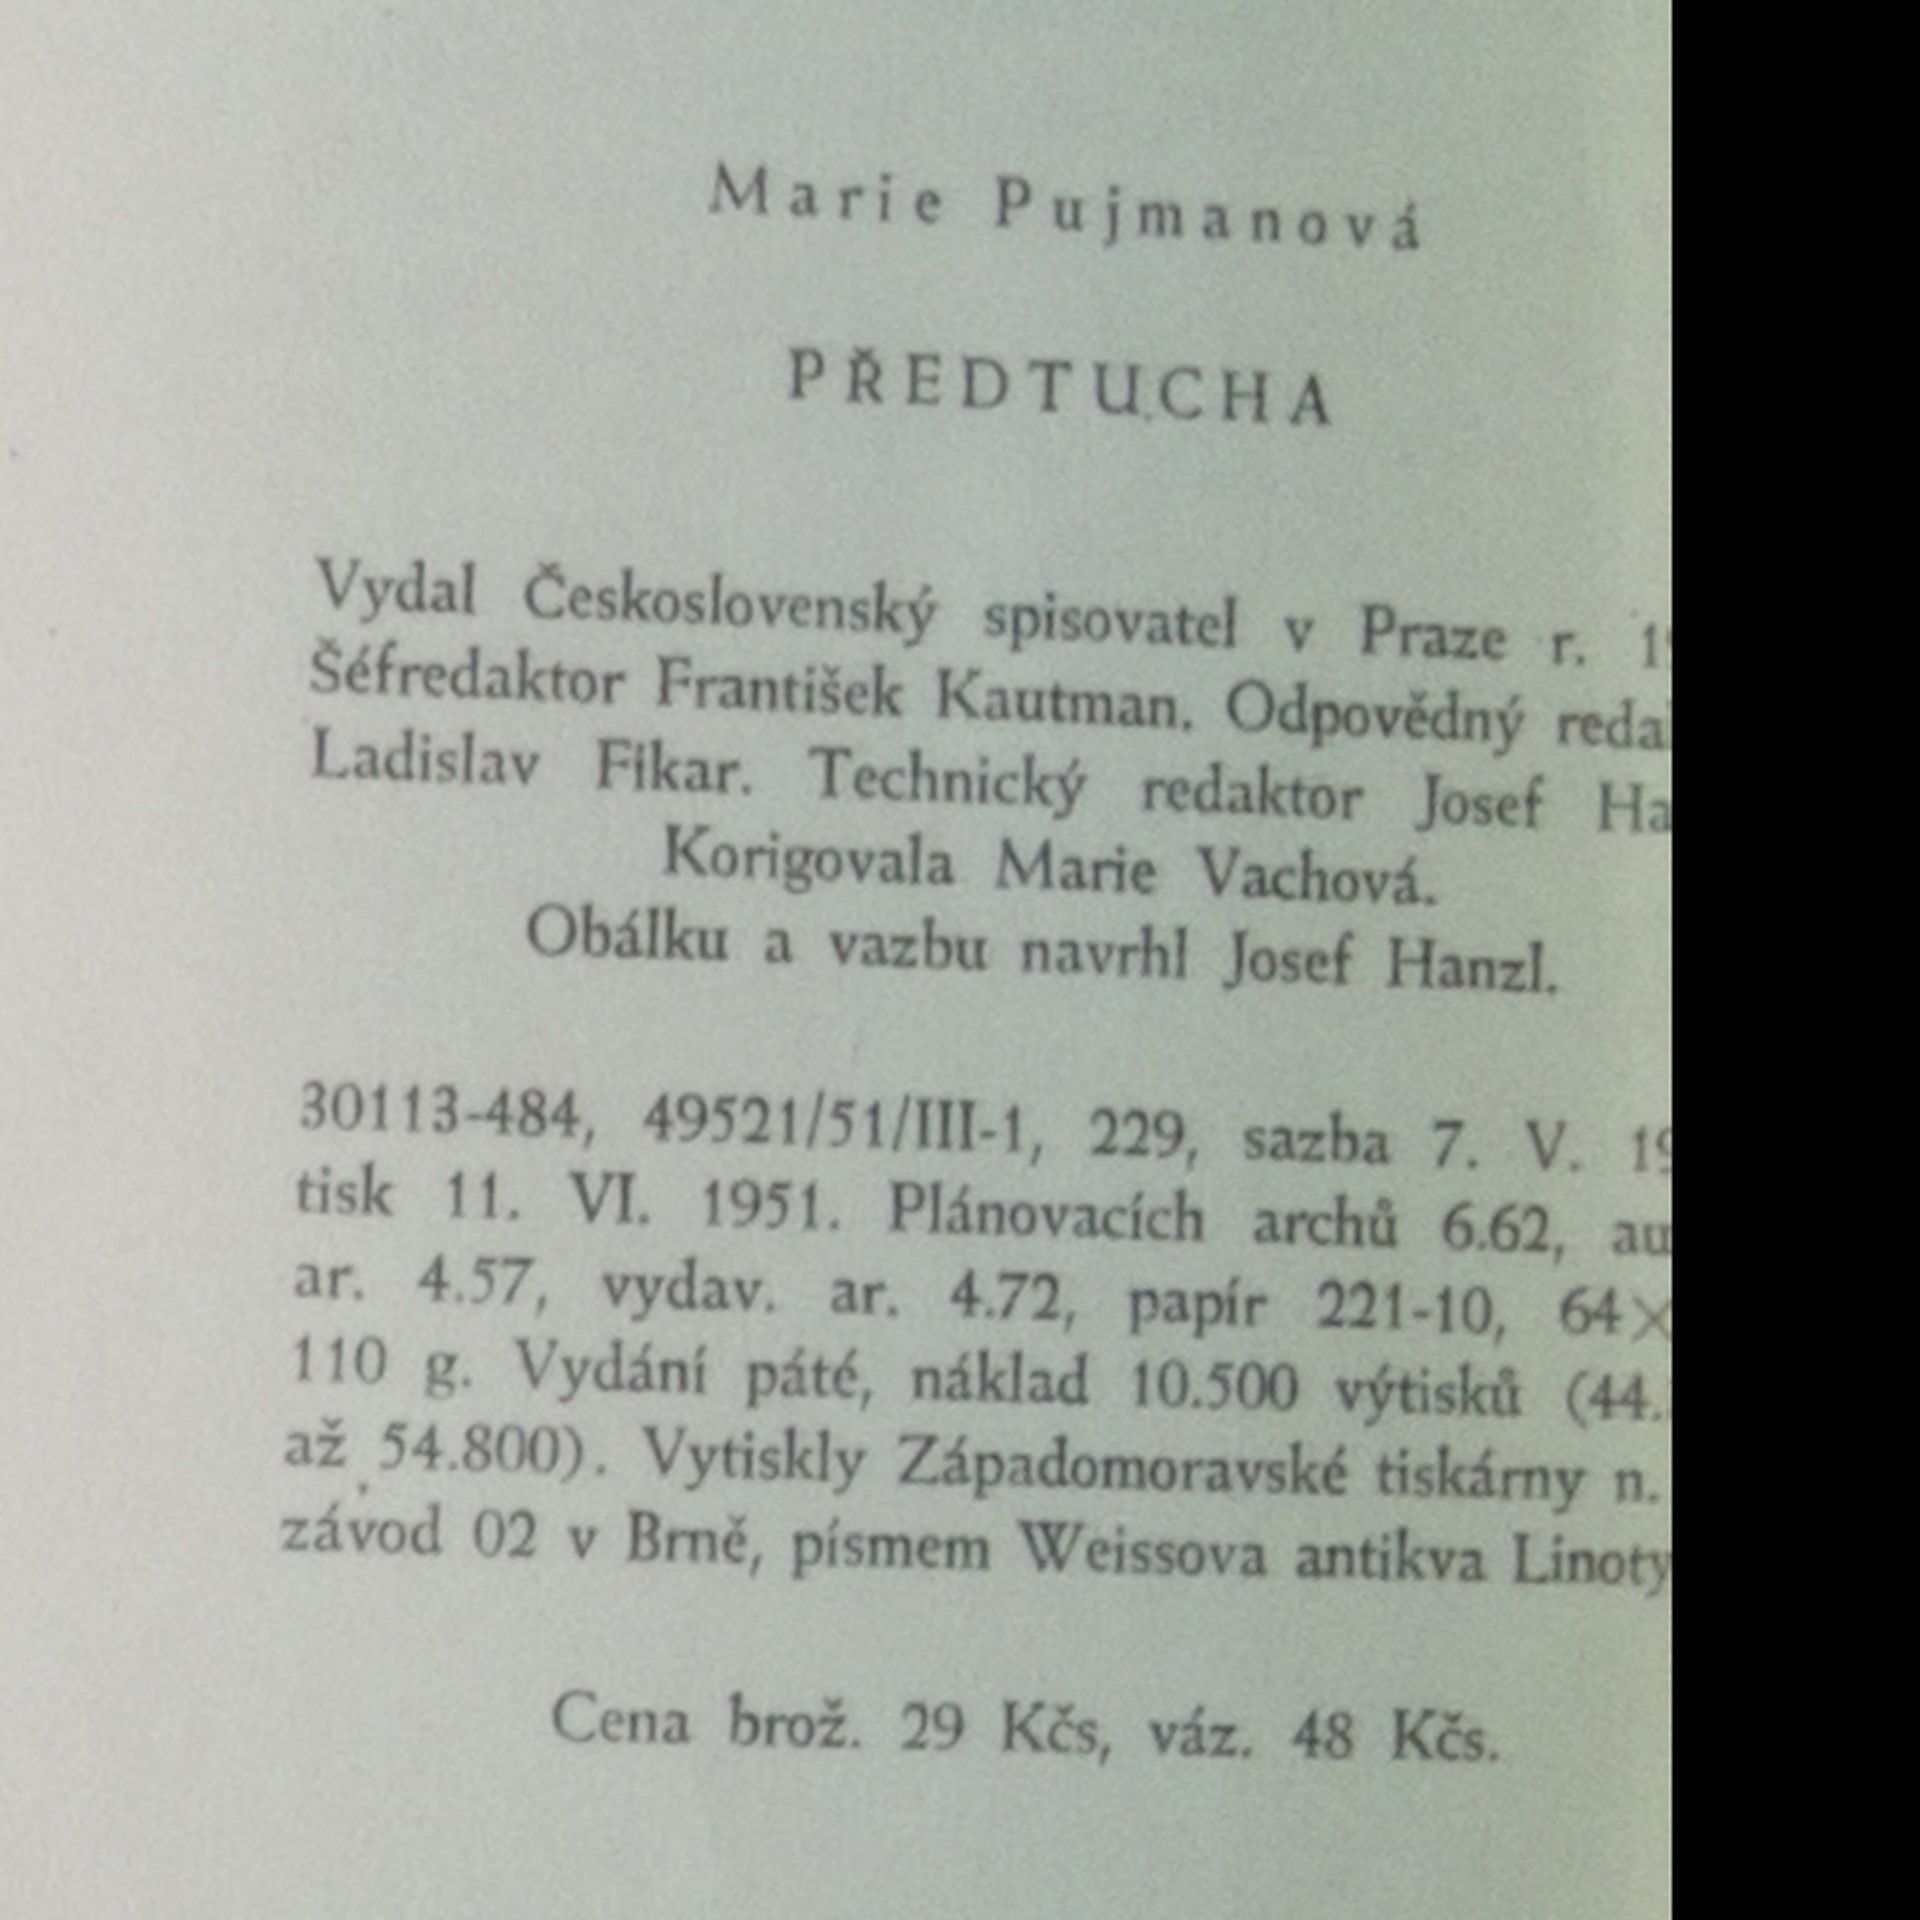 Marie Pujmanová
PŘEDTUCHA
Vydal Československý spisovatel v Praze r.
Šéfredaktor František Kautman. Odpovědný
Ladislav Fikar. Technický redaktor Josef
Korigovala Marie Vachová.
Obálku a vazbu navrhl Josef Hanzl.
30113-484, 49521/51/III-1, 229, sazba 7. V.
tisk 11. VI. 1951. Plánovacích archů 6.62,
ar. 4.57, vydav. ar. 4.72, papír 221-10, 64×
110 g. Vydání páté, náklad 10.500 výtisků (44.
až 54.800). Vytiskly Západomoravské tiskárny n.
závod 02 v Brně, písmem Weissova antikva
Cena brož. 29 Kčs, váz. 48 Kčs.